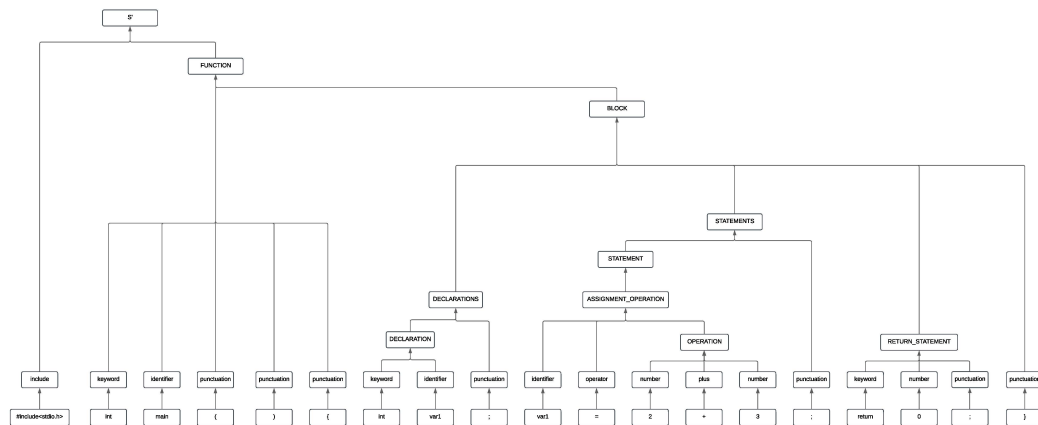 S'
FUNCTION
BLOCK
STATEMENTS
STATEMENT
DECLARATIONS ASSIGNMENT_OPERATION
DECLARATION OPERATION RETURN_STATEMENT
include keyword identifier punctuation punctuation punctuation keyword identifier punctuation identifier operator number plus number punctuation keyword number punctuation punctuation
#include<stdio.h> int main ( ) { int var1 ; var1 = 2 + 3 ; return 0 ; }